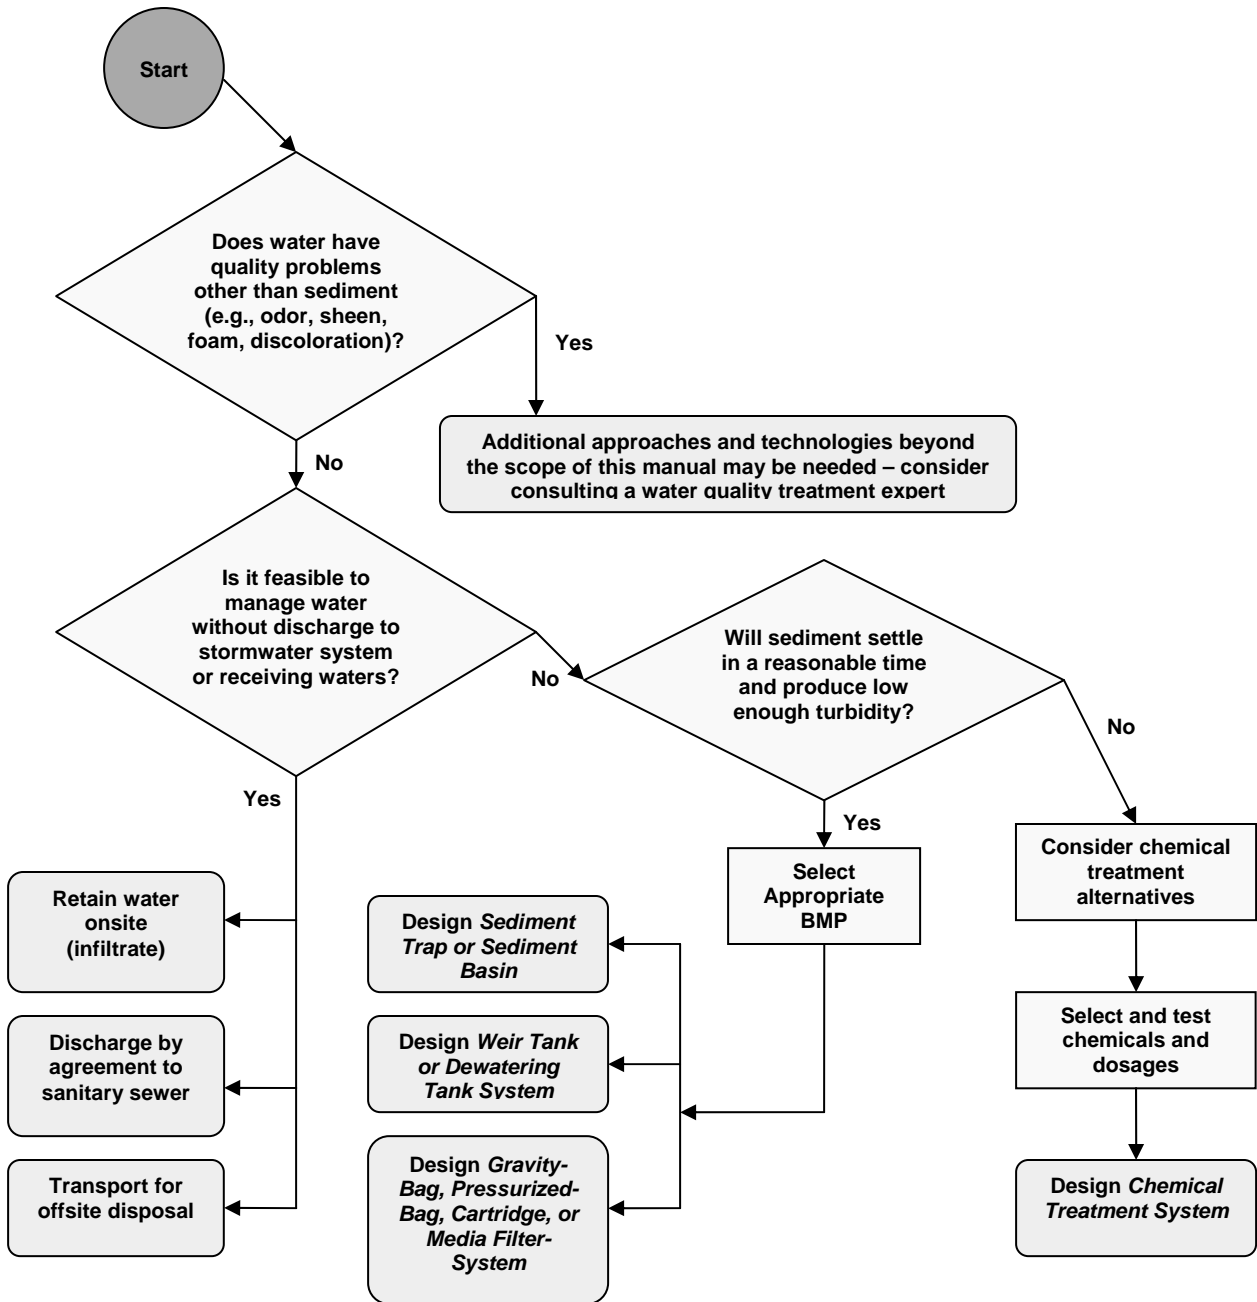 Start
Does water have
quality problems
other than sediment
(e.g., odor, sheen,
foam, discoloration)?
Yes
Additional approaches and technologies beyond
the scope of this manual may be needed – consider
consulting a water quality treatment expert
No
Is it feasible to
manage water
without discharge to
stormwater system
or receiving waters?
No
Will sediment settle
in a reasonable time
and produce low
enough turbidity?
No
Yes
Yes
Retain water
onsite
(infiltrate)
Discharge by
agreement to
sanitary sewer
Transport for
offsite disposal
Select
Appropriate
BMP
Design Sediment
Trap or Sediment
Basin
Design Weir Tank
or Dewatering
Tank System
Design Gravity-
Bag, Pressurized-
Bag, Cartridge, or
Media Filter-
System
Consider chemical
treatment
alternatives
Select and test
chemicals and
dosages
Design Chemical
Treatment System